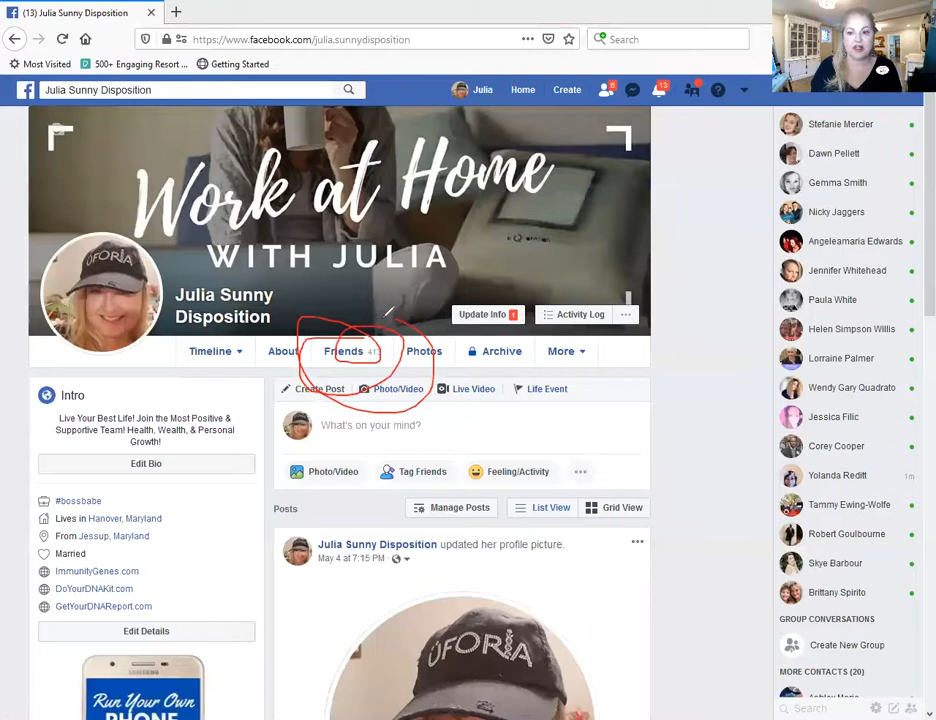 (13) Julia Sunny Disposition
https://www.facebook.com/julia.sunnydisposition
Search
Most Visited
500+ Engaging Resort ...
Getting Started
Julia Sunny Disposition
Julia
Home
Create
6
13
Work at Home
WITH JULIA
ÚFORIA
Julia Sunny
Disposition
Update Info 1
Activity Log
Timeline
About
Friends
Photos
Archive
More
Intro
Live Your Best Life! Join the Most Positive &
Supportive Team! Health, Wealth, & Personal
Growth!
Edit Bio
#bossbabe
Lives in Hanover, Maryland
From Jessup, Maryland
Married
ImmunityGenes.com
DoYourDNAKit.com
GetYourDNAReport.com
Edit Details
Run Your Own
PHONE
Create Post
Photo/Video
Live Video
Life Event
What's on your mind?
Photo/Video
Tag Friends
Feeling/Activity
Posts
Manage Posts
List View
Grid View
Julia Sunny Disposition updated her profile picture.
May 4 at 7:15 PM
ÚFORIA
Stefanie Mercier
Dawn Pellett
Gemma Smith
Nicky Jaggers
Angeleamaria Edwards
Jennifer Whitehead
Paula White
Helen Simpson Willis
Lorraine Palmer
Wendy Gary Quadrato
Jessica Filic
Corey Cooper
Yolanda Reditt 1m
Tammy Ewing-Wolfe
Robert Goulbourne
Skye Barbour
Brittany Spirito
GROUP CONVERSATIONS
Create New Group
MORE CONTACTS (20)
Search